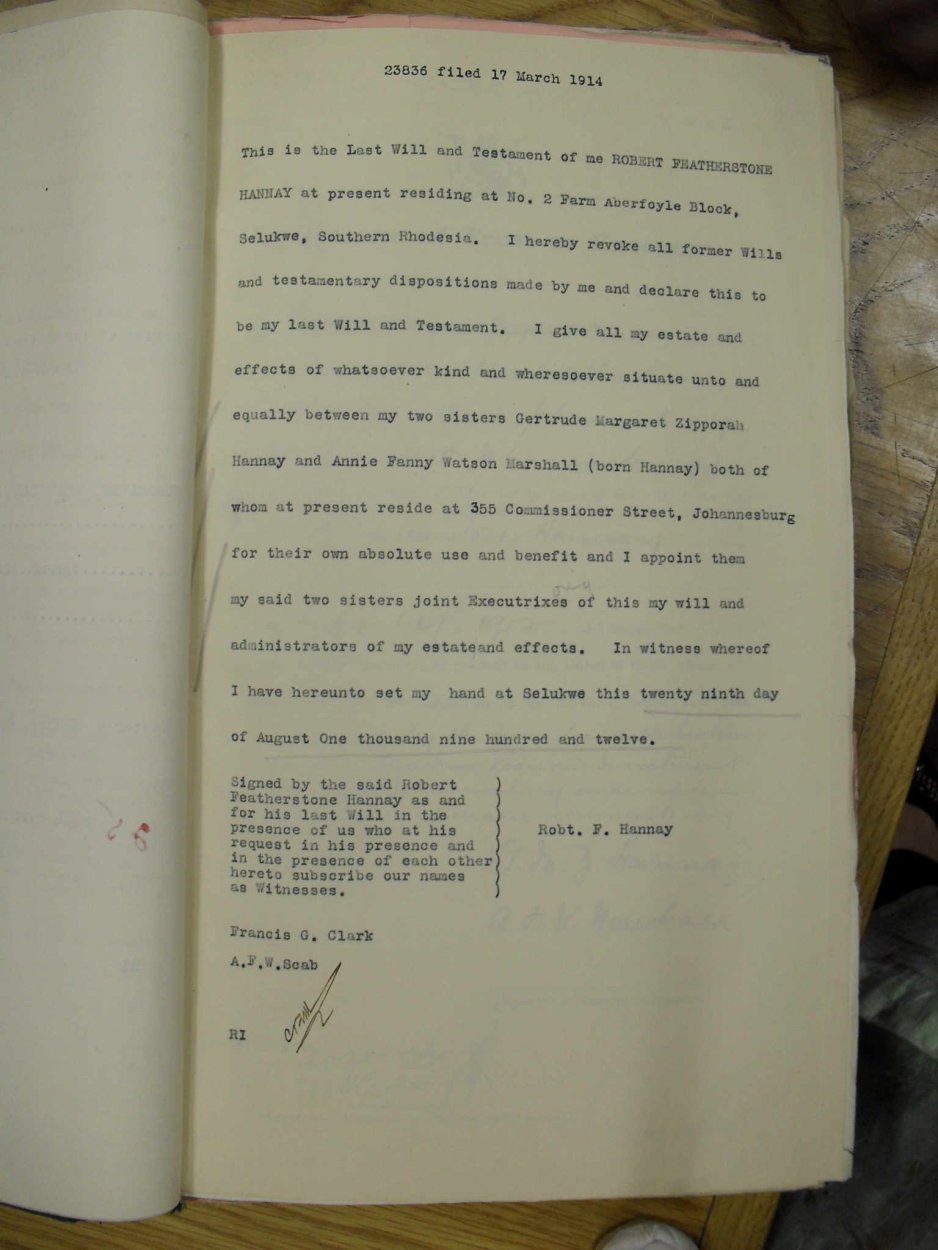 23836 filed 17 March 1914
This is the Last Will and Testament of me ROBERT FEATHERSTONE
HANNAY at present residing at No. 2 Farm Aberfoyle Block,
Selukwe, Southern Rhodesia. I hereby revoke all former Wills
and testamentary dispositions made by me and declare this to
be my last Will and Testament. I give all my estate and
effects of whatsoever kind and wheresoever situate unto and
equally between my two sisters Gertrude Margaret Zipporah
Hannay and Annie Fanny Watson Marshall (born Hannay) both of
whom at present reside at 355 Commissioner Street, Johannesburg
for their own absolute use and benefit and I appoint them
my said two sisters joint Executrixes of this my will and
administrators of my estateand effects. In witness whereof
I have hereunto set my hand at Selukwe this twenty ninth day
of August One thousand nine hundred and twelve.
Signed by the said Robert
Featherstone Hannay as and
for his last Will in the
presence of us who at his
request in his presence and
in the presence of each other
hereto subscribe our names
as Witnesses.
Robt. F. Hannay
Francis G. Clark
A.F.W.Scab
RI